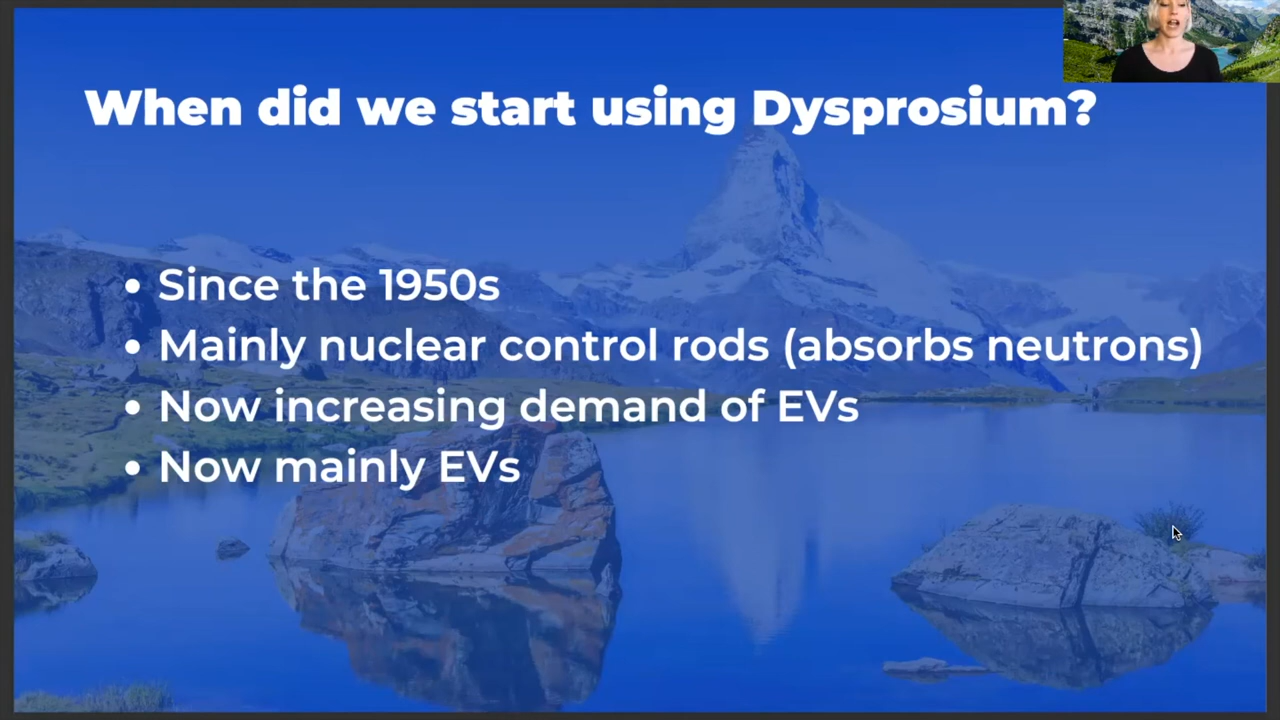 When did we start using Dysprosium?
• Since the 1950s
• Mainly nuclear control rods (absorbs neutrons)
• Now increasing demand of EVs
• Now mainly EVs